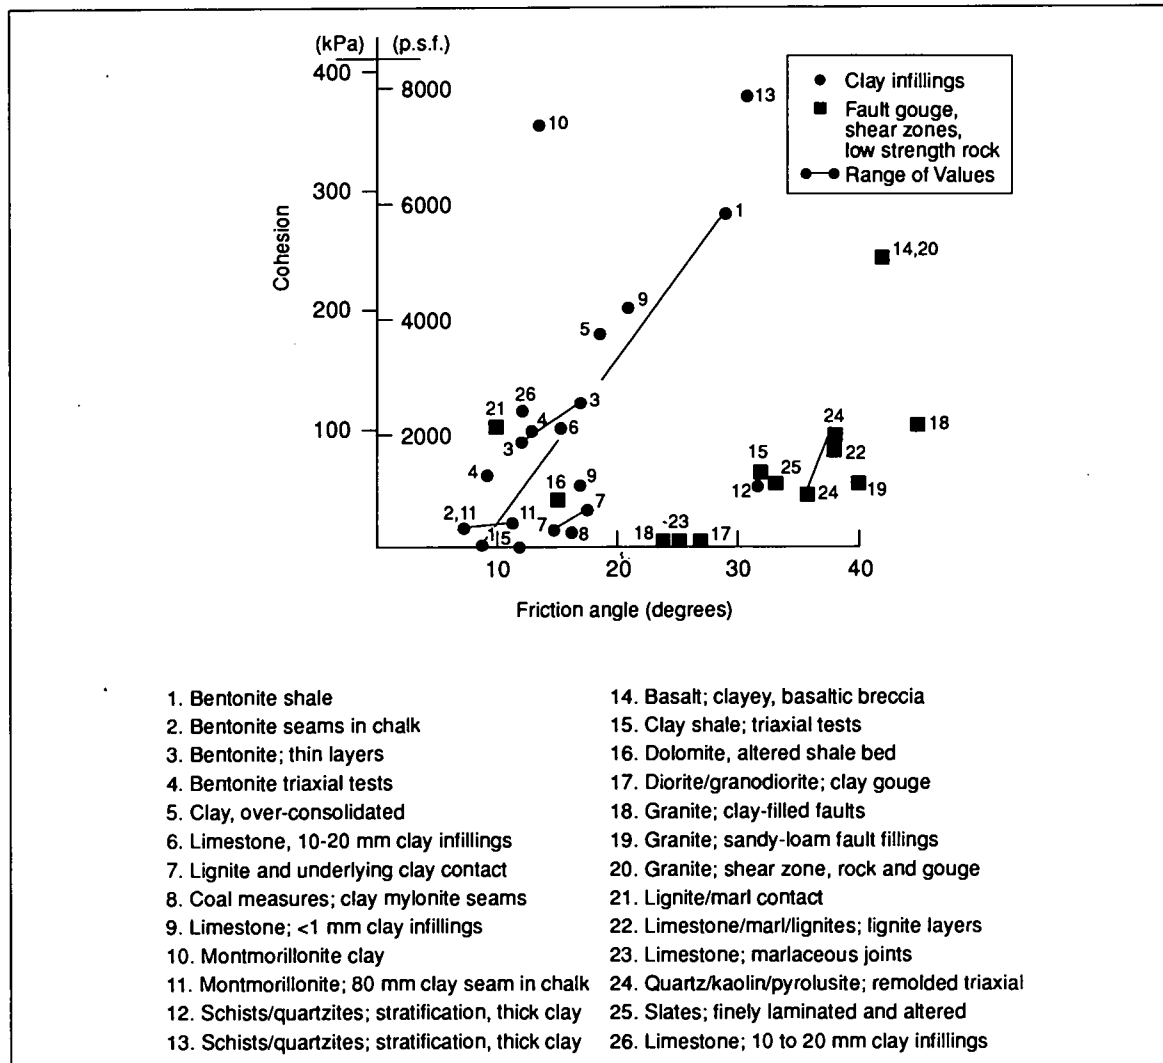 (kPa) (p.s.f.)
400
8000
300
6000
200
4000
100
2000
Cohesion
10 20 30 40
Friction angle (degrees)
Clay infillings
Fault gouge,
shear zones,
low strength rock
Range of Values
13
10
1
14,20
9
5
26
21
3
4
6
3
4
24
18
15
22
25
12
24
19
9
16
7
2,11
11
7
8
1
5
18
-23
17
1. Bentonite shale
2. Bentonite seams in chalk
3. Bentonite; thin layers
4. Bentonite triaxial tests
5. Clay, over-consolidated
6. Limestone, 10-20 mm clay infillings
7. Lignite and underlying clay contact
8. Coal measures; clay mylonite seams
9. Limestone; <1 mm clay infillings
10. Montmorillonite clay
11. Montmorillonite; 80 mm clay seam in chalk
12. Schists/quartzites; stratification, thick clay
13. Schists/quartzites; stratification, thick clay
14. Basalt; clayey, basaltic breccia
15. Clay shale; triaxial tests
16. Dolomite, altered shale bed
17. Diorite/granodiorite; clay gouge
18. Granite; clay-filled faults
19. Granite; sandy-loam fault fillings
20. Granite; shear zone, rock and gouge
21. Lignite/marl contact
22. Limestone/marl/lignites; lignite layers
23. Limestone; marlaceous joints
24. Quartz/kaolin/pyrolusite; remolded triaxial
25. Slates; finely laminated and altered
26. Limestone; 10 to 20 mm clay infillings